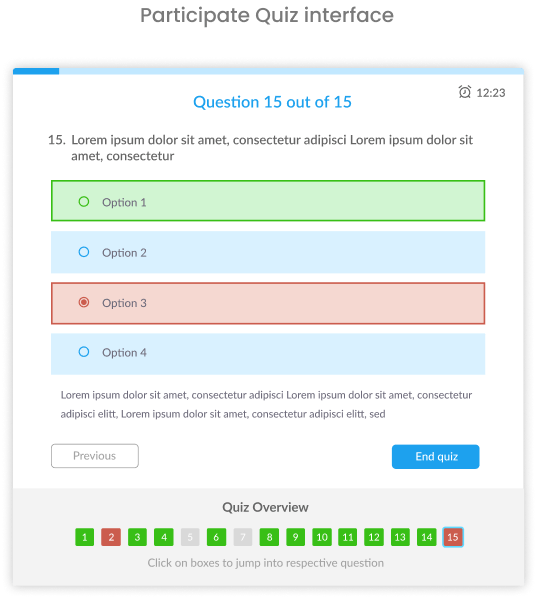 Participate Quiz interface
12:23
Question 15 out of 15
15. Lorem ipsum dolor sit amet, consectetur adipisci Lorem ipsum dolor sit
amet, consectetur
Option 1
Option 2
Option 3
Option 4
Lorem ipsum dolor sit amet, consectetur adipisci Lorem ipsum dolor sit amet, consectetur
adipisci elitt, Lorem ipsum dolor sit amet, consectetur adipisci elitt, sed
Previous End quiz
Quiz Overview
1 2 3 4 5 6 7 8 9 10 11 12 13 14 15
Click on boxes to jump into respective question